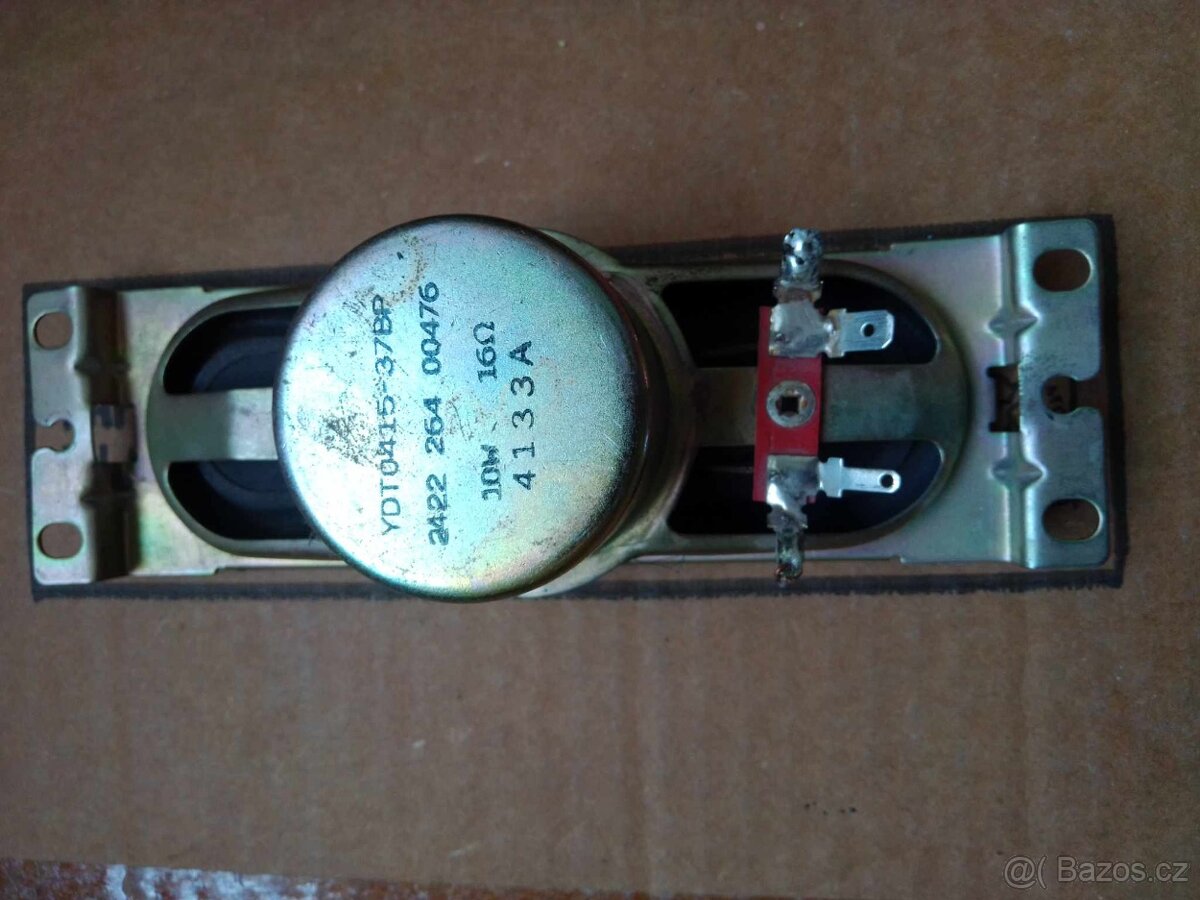 YDT0415-37BP
2422 264 00476
10W 16Ω
4133A
@( Bazos.cz